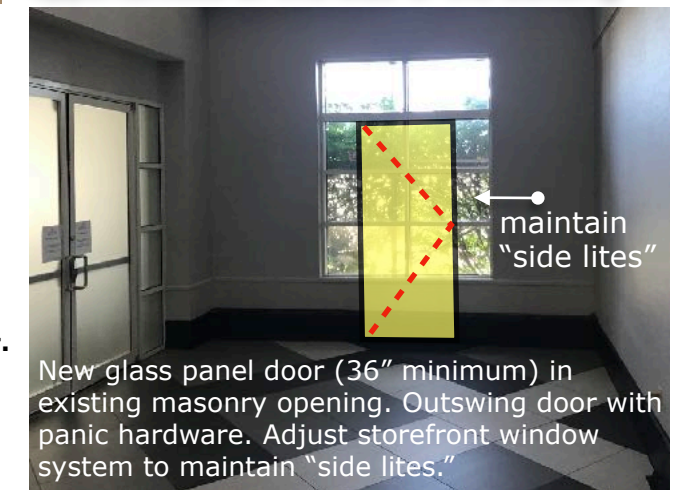 maintain
“side lites”
New glass panel door (36” minimum) in
existing masonry opening. Outswing door with
panic hardware. Adjust storefront window
system to maintain “side lites.”